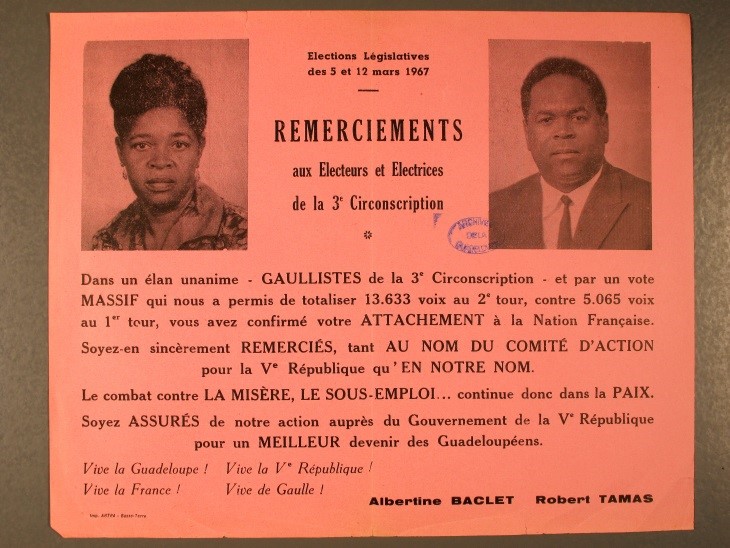 Elections Législatives
des 5 et 12 mars 1967
REMERCIEMENTS
aux Electeurs et Electrices
de la 3e Circonscription
ARCHIVES
DE LA
Dans un élan unanime - GAULLISTES de la 3e Circonscription - et par un vote
MASSIF qui nous a permis de totaliser 13.633 voix au 2e tour, contre 5.065 voix
au 1er tour, vous avez confirmé votre ATTACHEMENT à la Nation Française.
Soyez-en sincèrement REMERCIÉS, tant AU NOM DU COMITÉ D'ACTION
pour la Ve République qu'EN NOTRE NOM.
Le combat contre LA MISÈRE, LE SOUS-EMPLOI... continue donc dans la PAIX.
Soyez ASSURÉS de notre action auprès du Gouvernement de la Ve République
pour un MEILLEUR devenir des Guadeloupéens.
Vive la Guadeloupe ! Vive la Ve République !
Vive la France ! Vive de Gaulle !
Albertine BACLET Robert TAMAS
Imp. - Basse-Terre